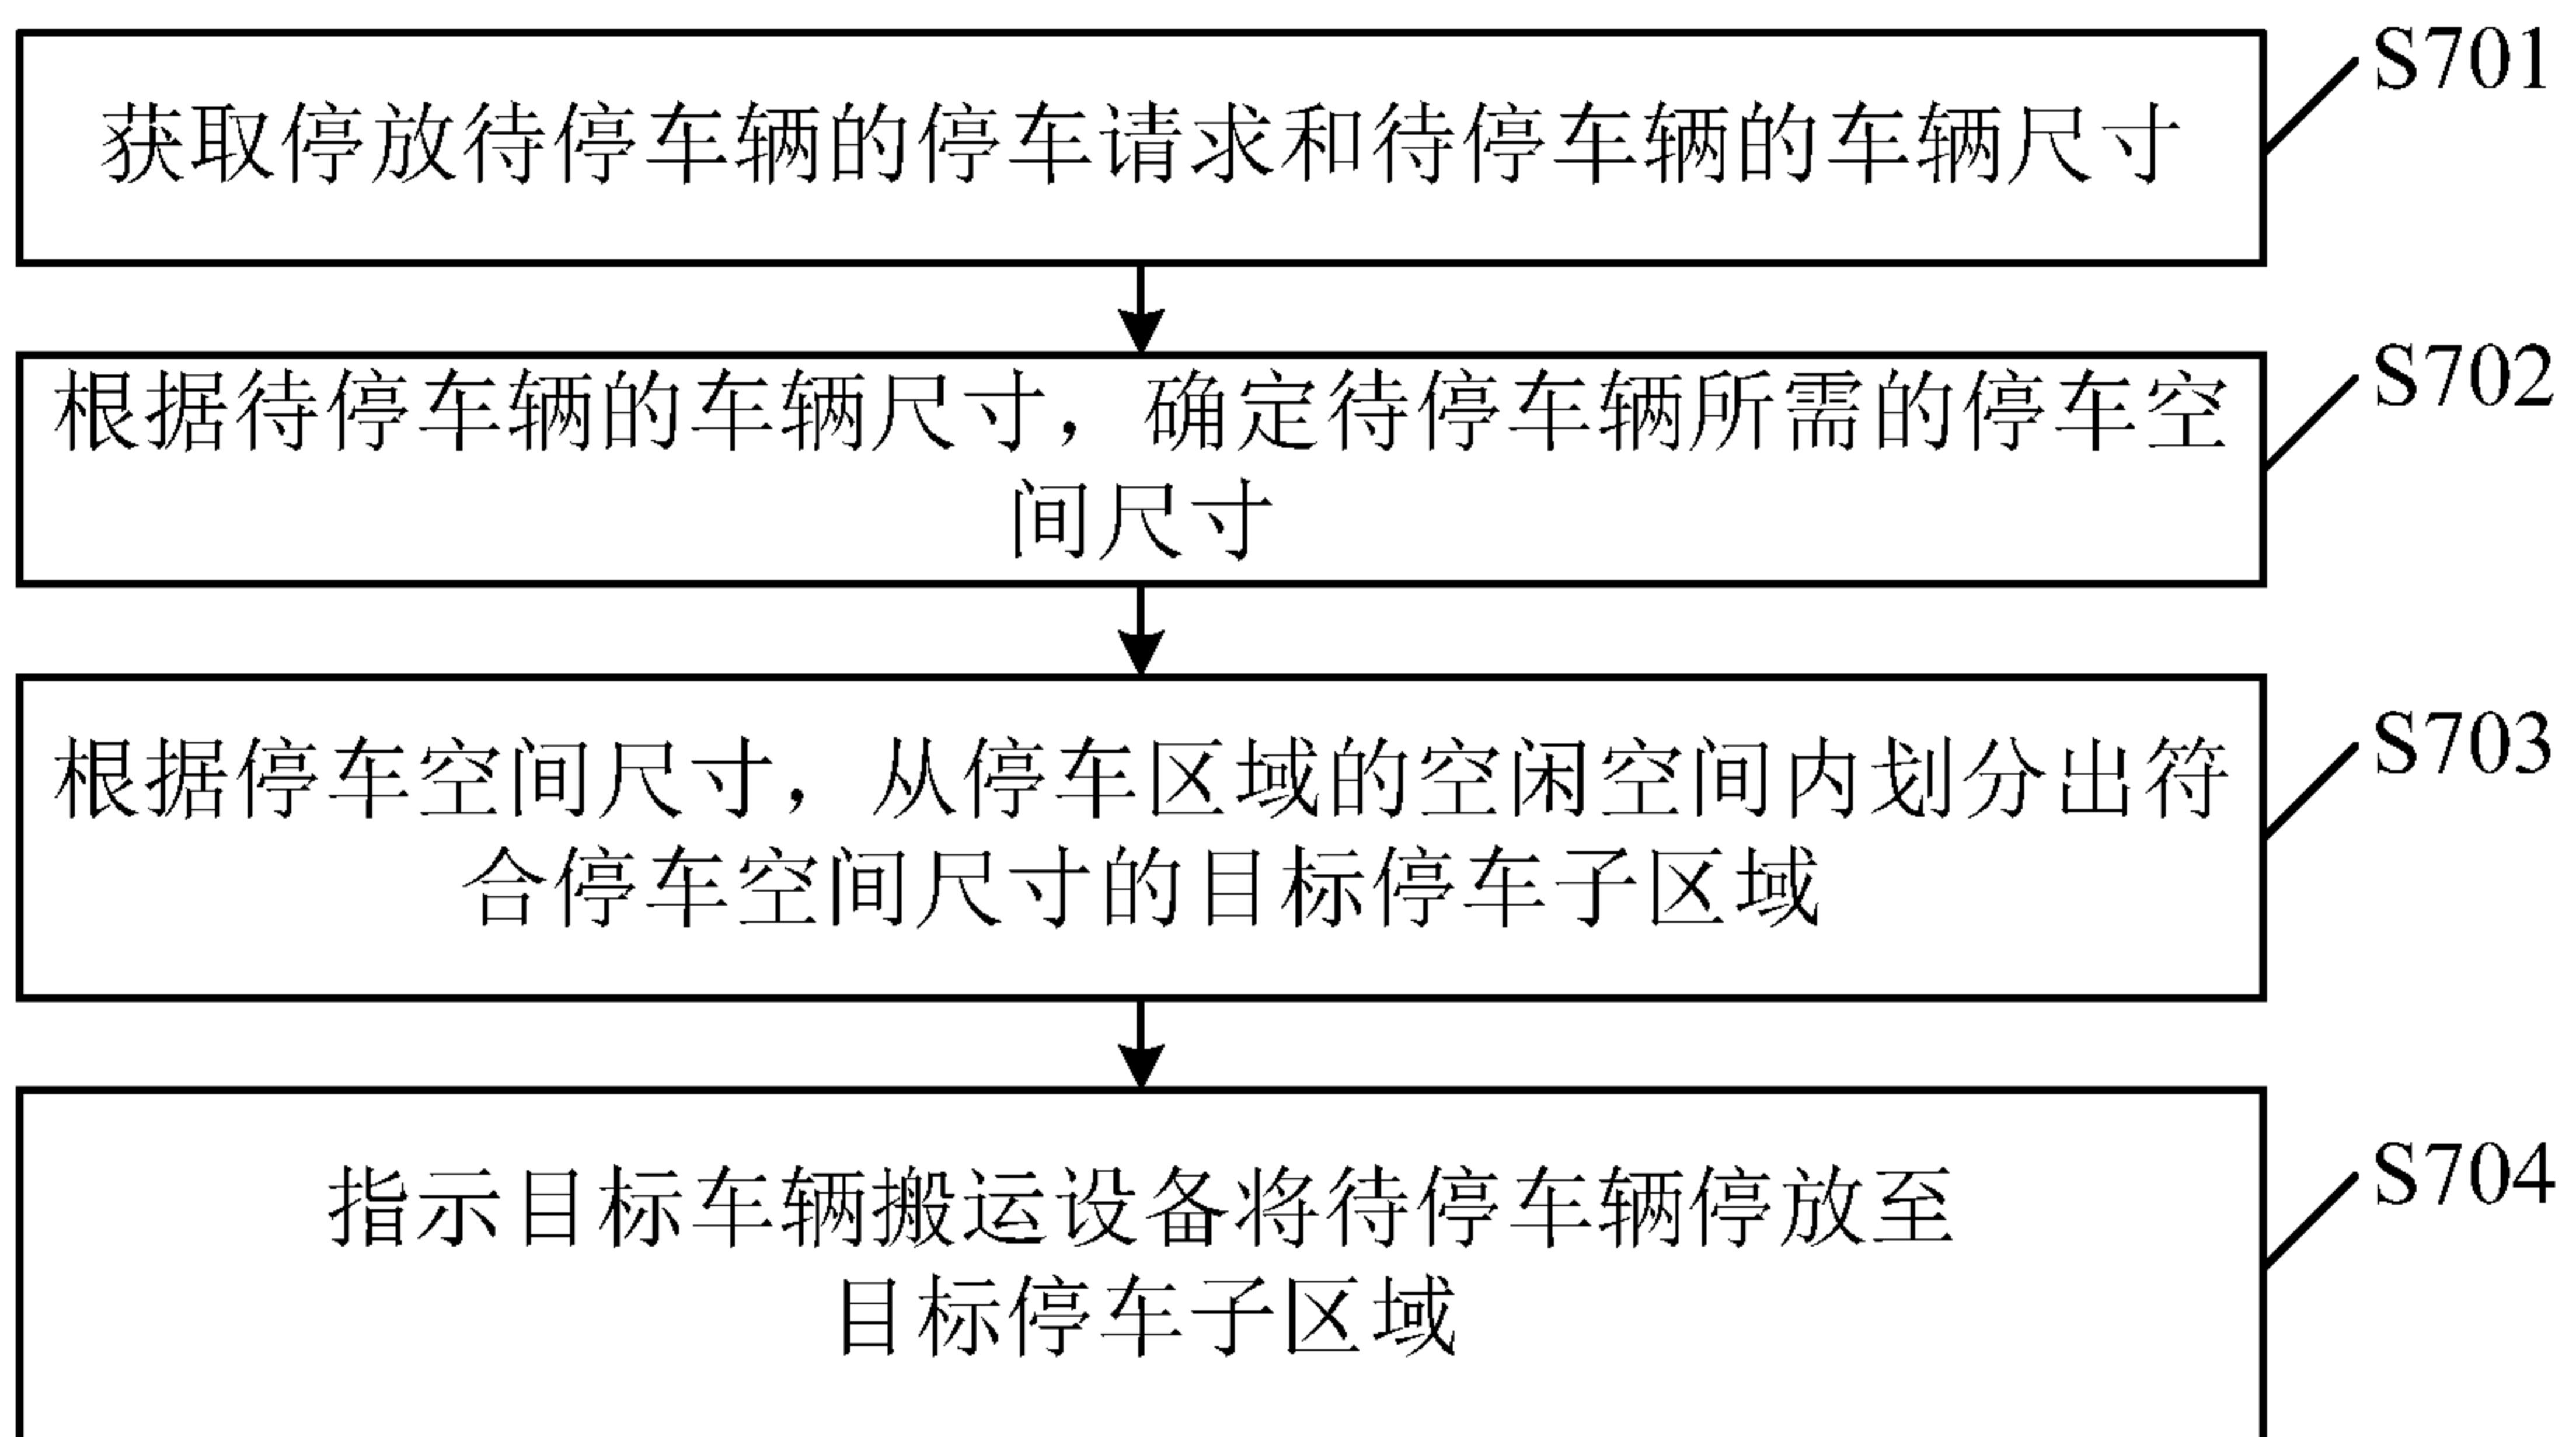 获取停放待停车辆的停车请求和待停车辆的车辆尺寸
S701
根据待停车辆的车辆尺寸，确定待停车辆所需的停车空
间尺寸
S702
根据停车空间尺寸，从停车区域的空闲空间内划分出符
合停车空间尺寸的目标停车子区域
S703
指示目标车辆搬运设备将待停车辆停放至
目标停车子区域
S704